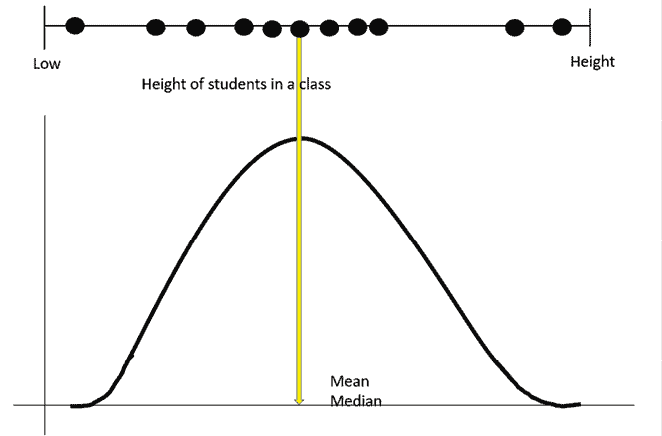 Low
Height
Height of students in a class
Mean
Median